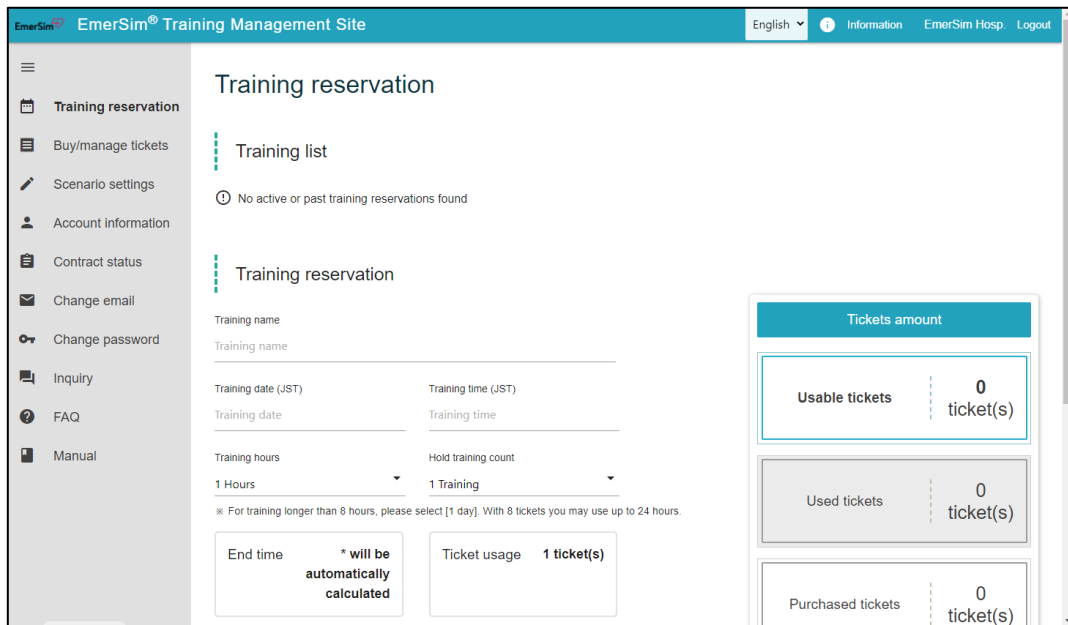 EmerSim EmerSim® Training Management Site
English
i Information
EmerSim Hosp.
Logout
Training reservation
Buy/manage tickets
Scenario settings
Account information
Contract status
Change email
Change password
Inquiry
FAQ
Manual
Training reservation
Training list
No active or past training reservations found
Training reservation
Training name
Training name
Training date (JST)
Training time (JST)
Training date
Training time
Training hours
Hold training count
1 Hours
1 Training
※ For training longer than 8 hours, please select [1 day]. With 8 tickets you may use up to 24 hours.
End time
* will be
automatically
calculated
Ticket usage
1 ticket(s)
Tickets amount
Usable tickets
0
ticket(s)
Used tickets
0
ticket(s)
Purchased tickets
0
ticket(s)